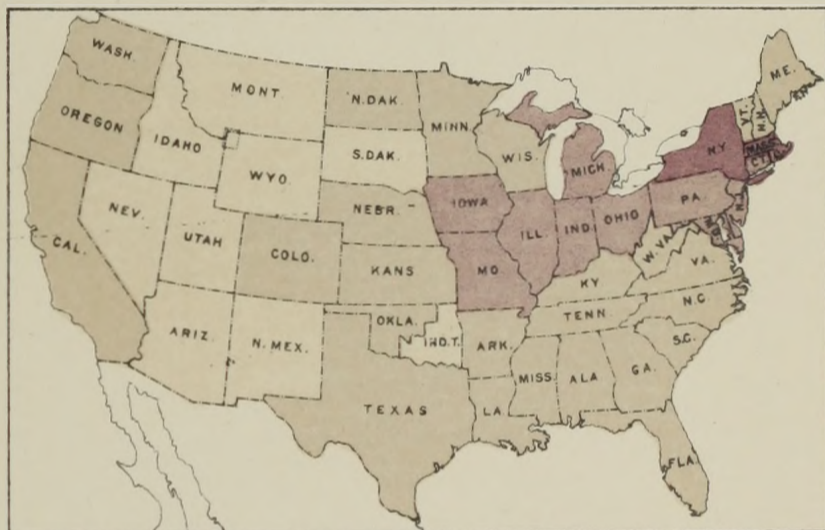 WASH.
MONT.
N.DAK.
MINN.
ME.
VT.
N.H.
OREGON
IDAHO
S.DAK.
WIS.
MICH.
N.Y.
MASS.
CT.
WYO.
NEBR.
IOWA
PA.
N.J.
NEV.
UTAH
COLO.
ILL.
IND.
OHIO
W.VA.
VA.
CAL.
KANS
MO.
KY
N.C.
ARIZ.
N.MEX.
OKLA.
IND.T.
ARK.
TENN.
S.C.
TEXAS
LA.
MISS.
ALA
GA.
FLA.